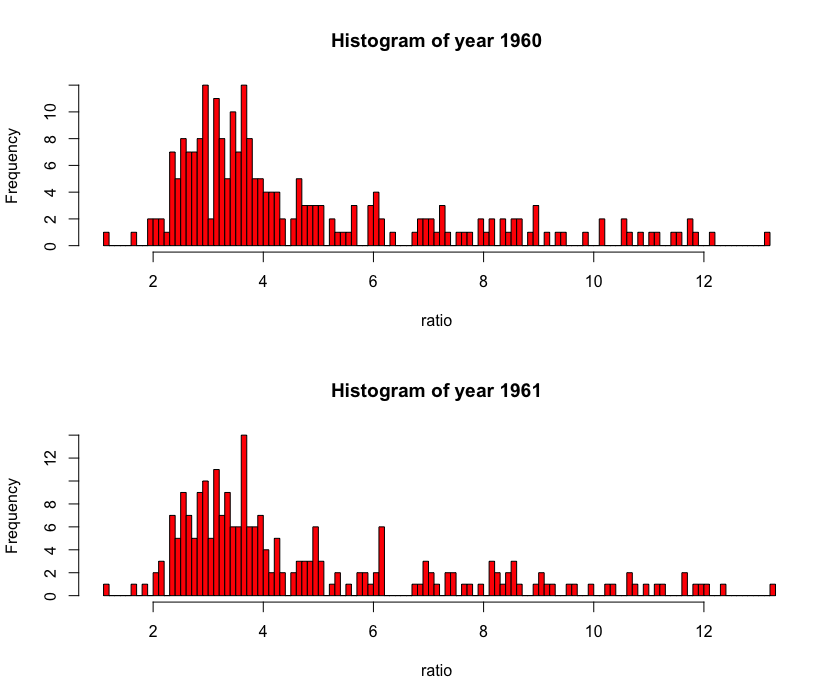 Histogram of year 1960
Frequency
0 2 4 6 8 10
2 4 6 8 10 12
ratio
Histogram of year 1961
Frequency
0 2 4 6 8 12
2 4 6 8 10 12
ratio